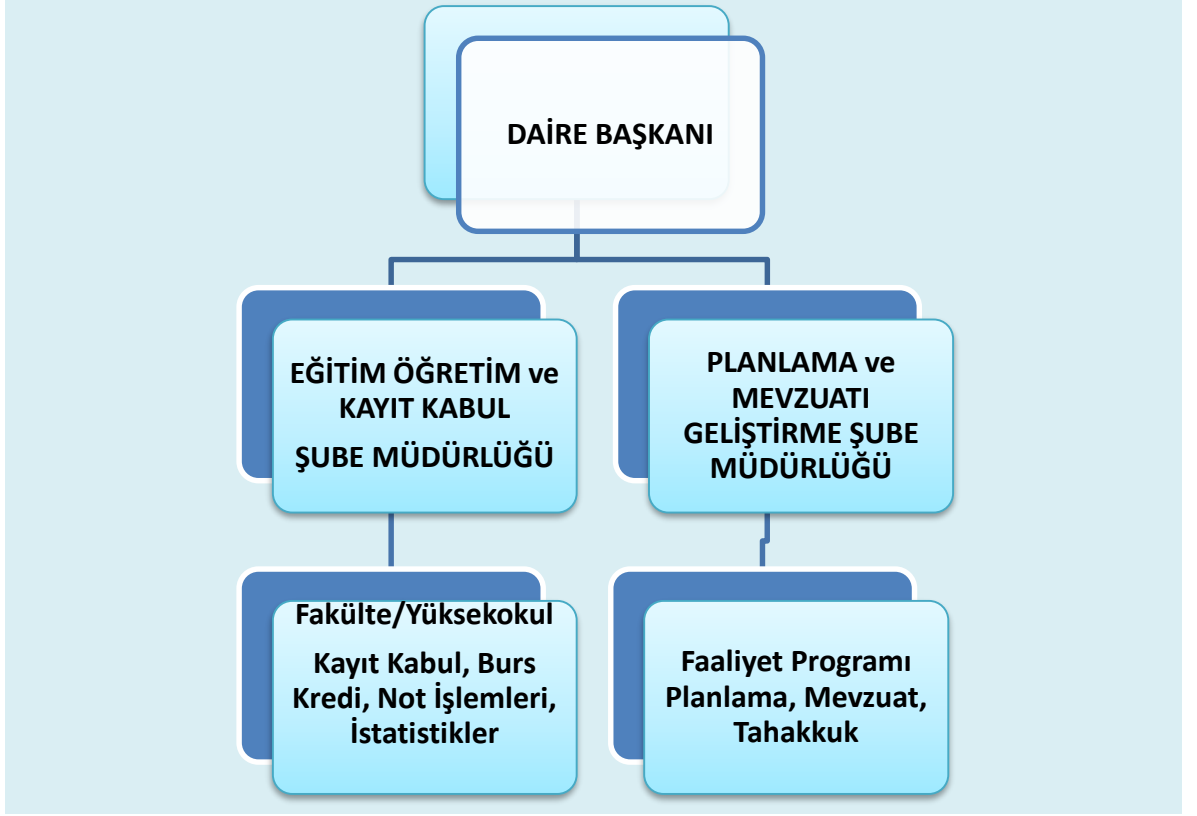 DAİRE BAŞKANI
EĞİTİM ÖĞRETİM ve
KAYIT KABUL
ŞUBE MÜDÜRLÜĞÜ
PLANLAMA ve
MEVZUATI
GELİŞTİRME ŞUBE
MÜDÜRLÜĞÜ
Fakülte/Yüksekokul
Kayıt Kabul, Burs
Kredi, Not İşlemleri,
İstatistikler
Faaliyet Programı
Planlama, Mevzuat,
Tahakkuk